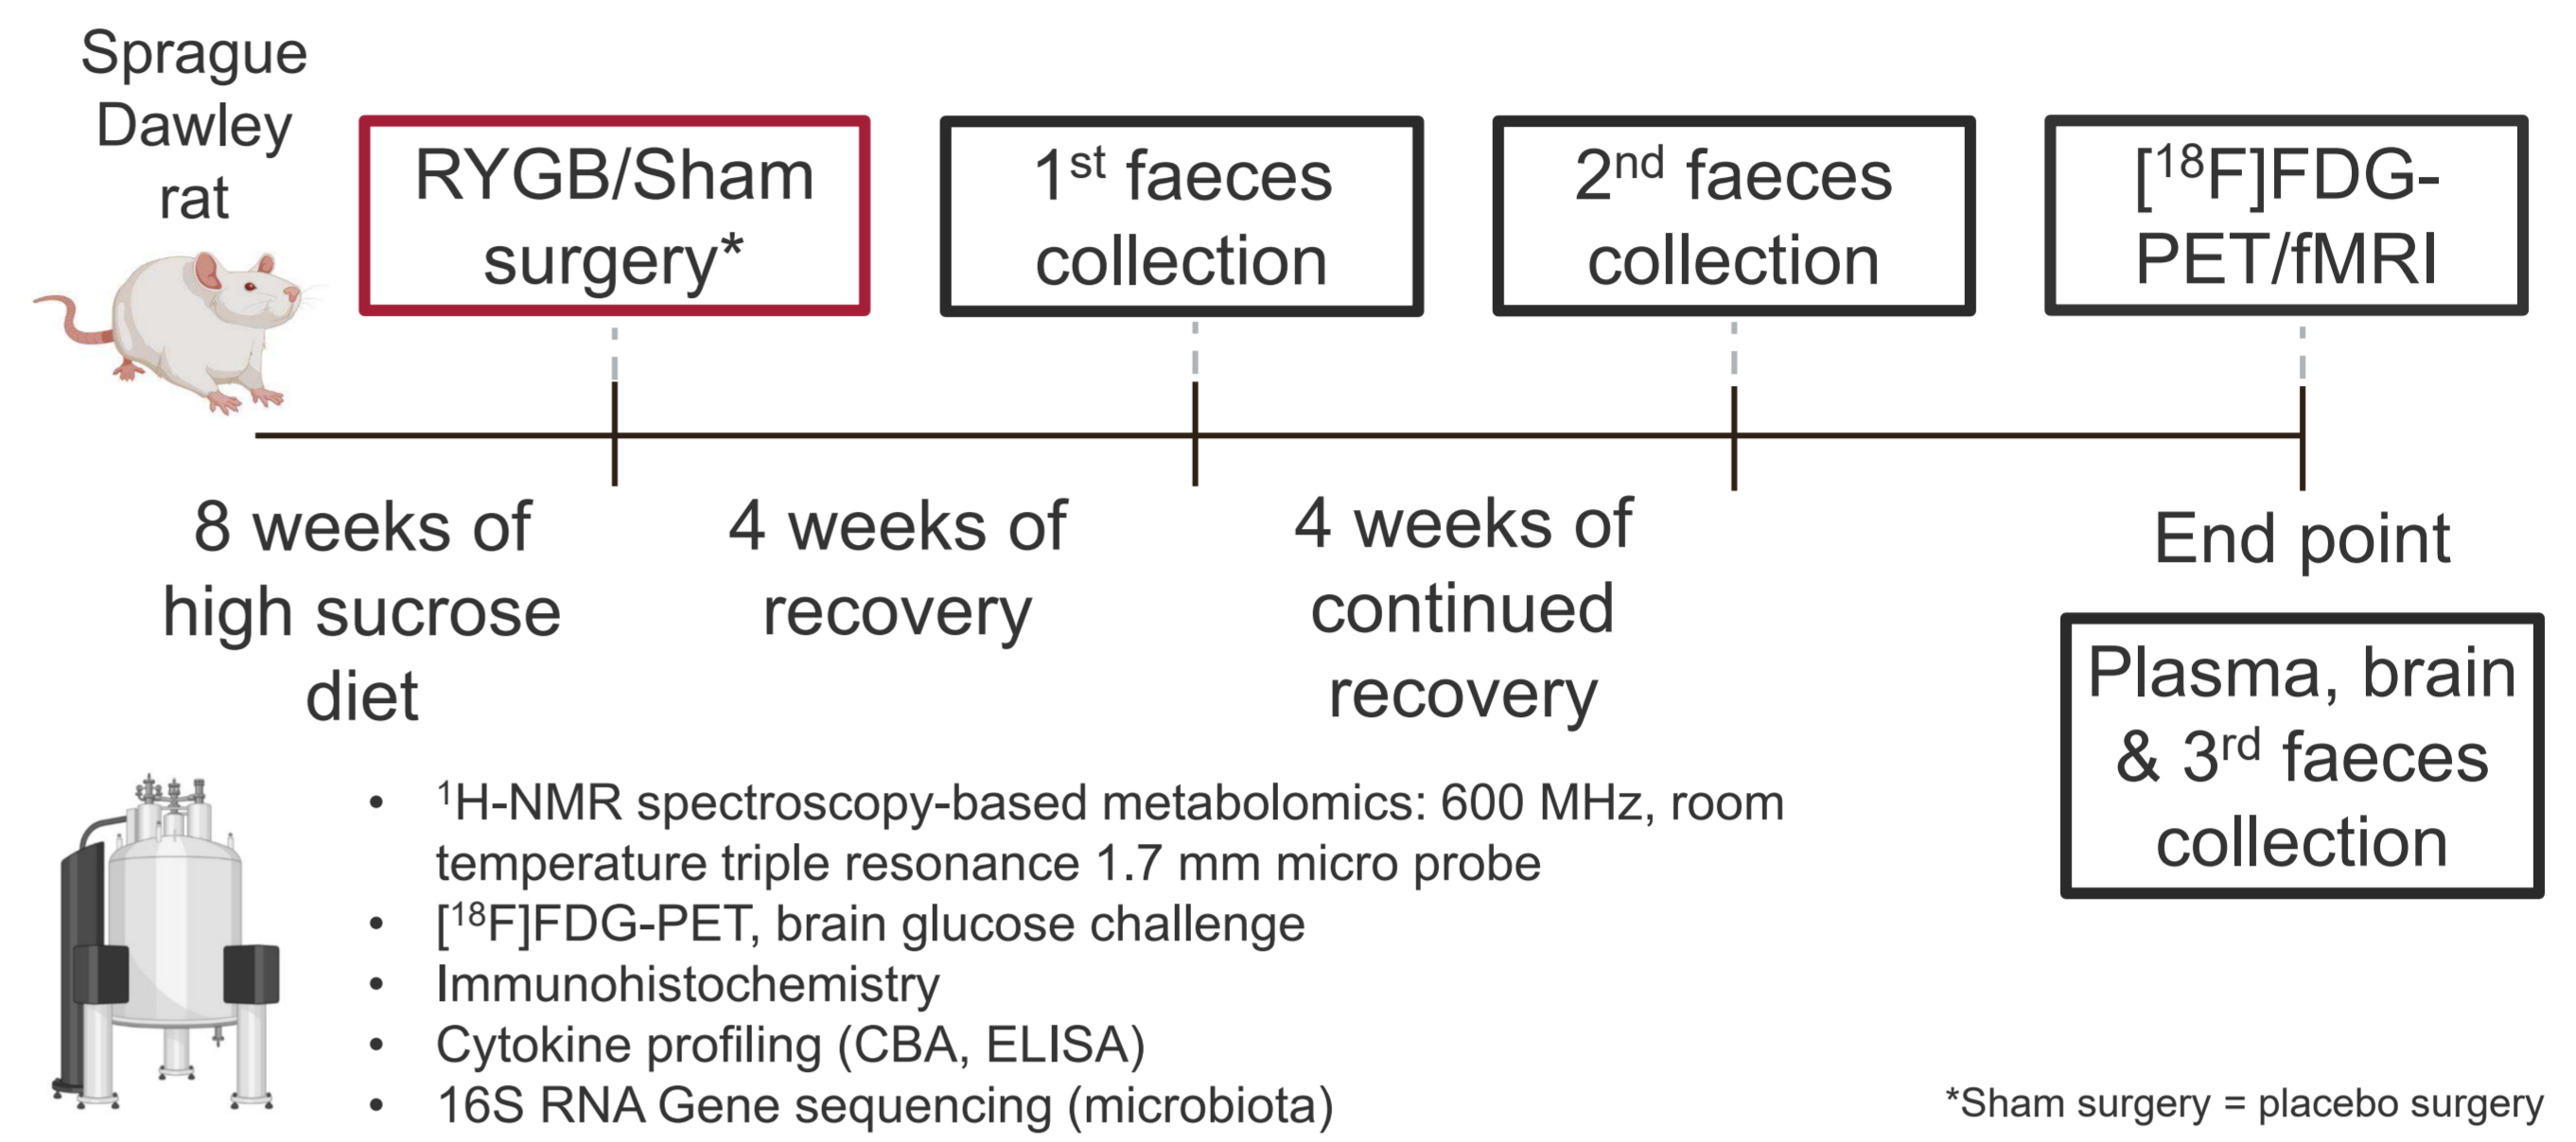 Sprague
Dawley
rat
RYGB/Sham
surgery*
1st faeces
collection
2nd faeces
collection
[18F]FDG-
PET/fMRI
8 weeks of
high sucrose
diet
4 weeks of
recovery
4 weeks of
continued
recovery
End point
Plasma, brain
& 3rd faeces
collection
• 1H-NMR spectroscopy-based metabolomics: 600 MHz, room
temperature triple resonance 1.7 mm micro probe
• [18F]FDG-PET, brain glucose challenge
• Immunohistochemistry
• Cytokine profiling (CBA, ELISA)
• 16S RNA Gene sequencing (microbiota)
*Sham surgery = placebo surgery